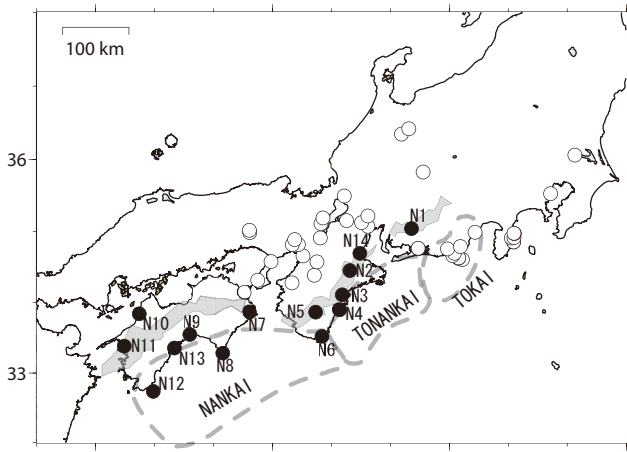 100 km
36
N1
N14
N2
N3
N4
N5
N7
N10
N9
TONANKAI
TOKAI
N11
N13
N8
N6
33
N12
NANKAI